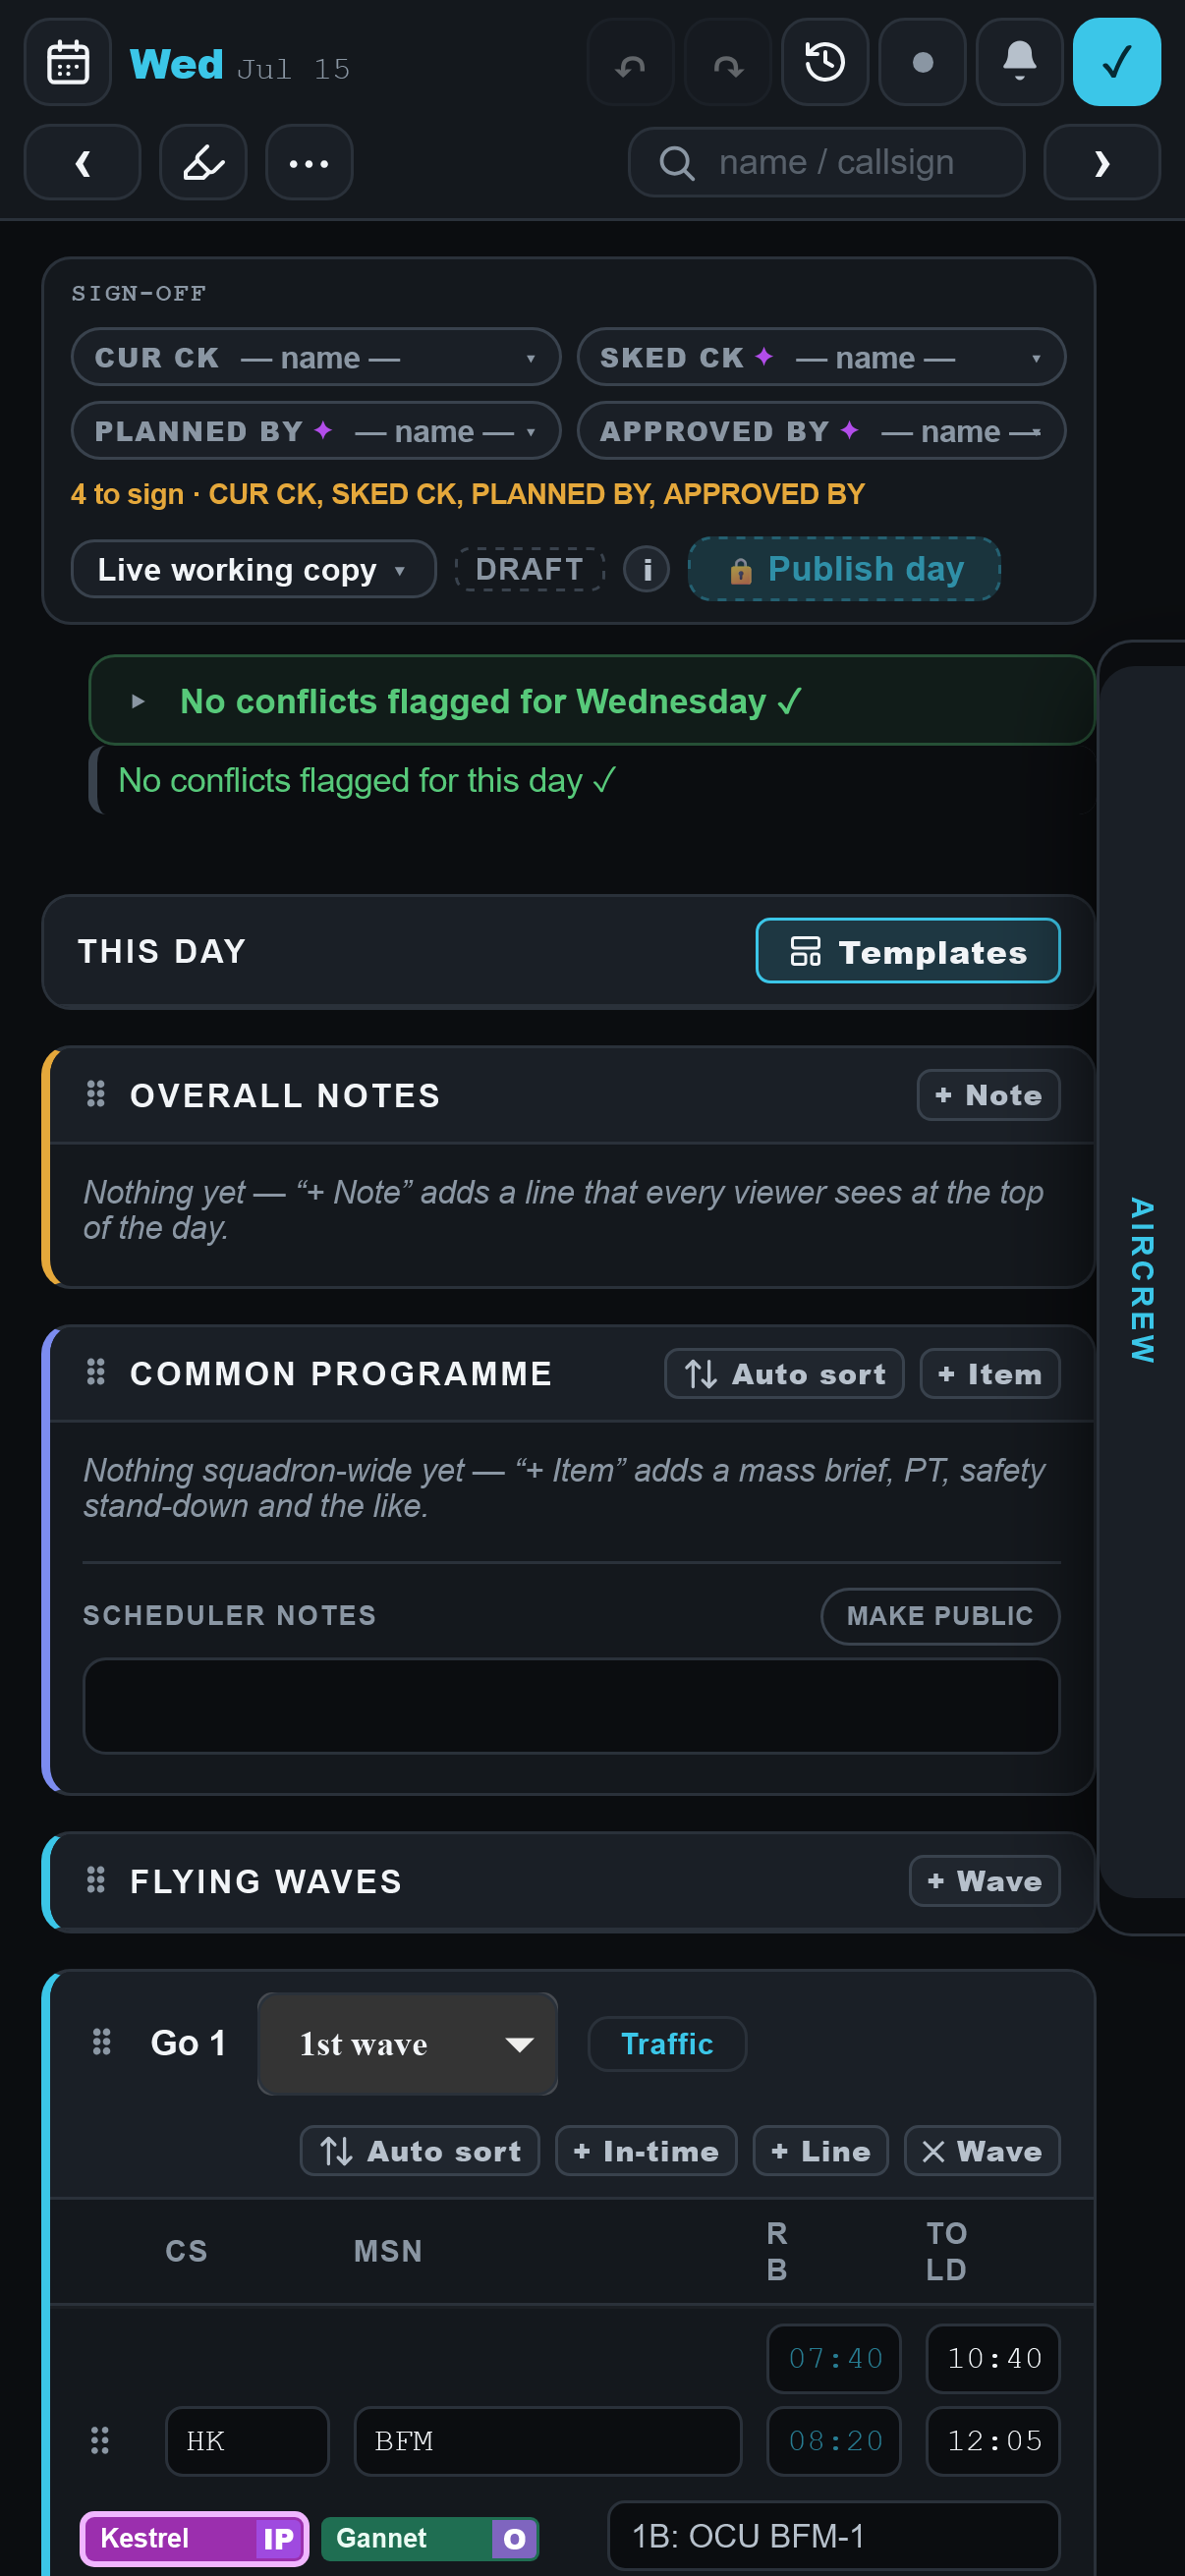 Wed Jul 15
name / callsign
SIGN-OFF
CUR CK — name —
SKED CK ✦ — name —
PLANNED BY ✦ — name —
APPROVED BY ✦ — name —
4 to sign · CUR CK, SKED CK, PLANNED BY, APPROVED BY
Live working copy
DRAFT
i
Publish day
No conflicts flagged for Wednesday ✓
No conflicts flagged for this day ✓
THIS DAY
Templates
AIRCREW
OVERALL NOTES
+ Note
Nothing yet — “+ Note” adds a line that every viewer sees at the top
of the day.
COMMON PROGRAMME
Auto sort
+ Item
Nothing squadron-wide yet — “+ Item” adds a mass brief, PT, safety
stand-down and the like.
SCHEDULER NOTES
MAKE PUBLIC
FLYING WAVES
+ Wave
Go 1
1st wave
Traffic
Auto sort
+ In-time
+ Line
× Wave
CS
MSN
R
B
TO
LD
07:40
10:40
HK
BFM
08:20
12:05
Kestrel IP
Gannet O
1B: OCU BFM-1